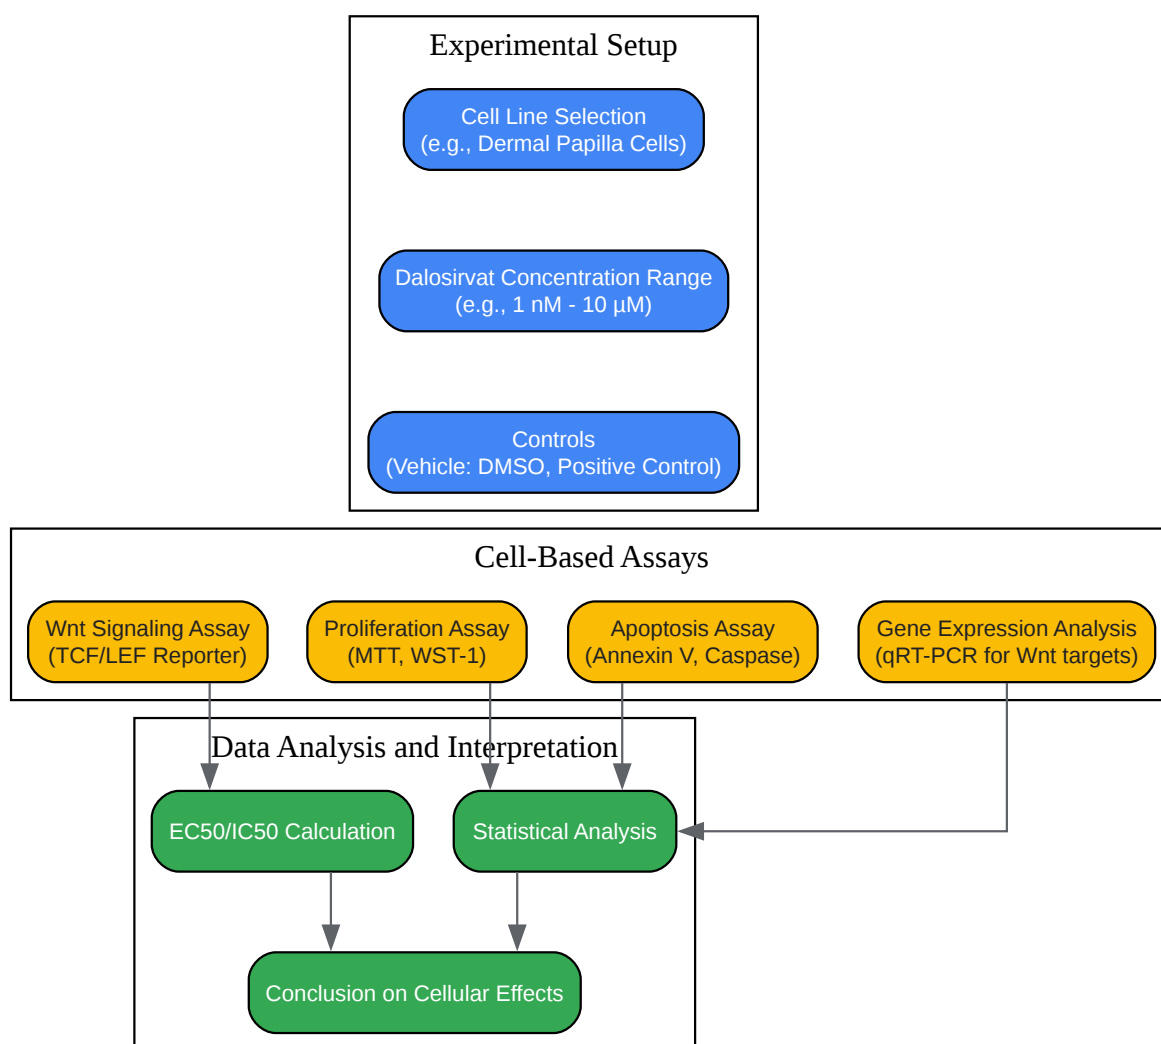 Experimental Setup
Cell Line Selection
(e.g., Dermal Papilla Cells)
Dalosirvat Concentration Range
(e.g., 1 nM - 10 µM)
Controls
(Vehicle: DMSO, Positive Control)
Cell-Based Assays
Wnt Signaling Assay
(TCF/LEF Reporter)
Proliferation Assay
(MTT, WST-1)
Apoptosis Assay
(Annexin V, Caspase)
Gene Expression Analysis
(qRT-PCR for Wnt targets)
Data Analysis and Interpretation
EC50/IC50 Calculation
Statistical Analysis
Conclusion on Cellular Effects